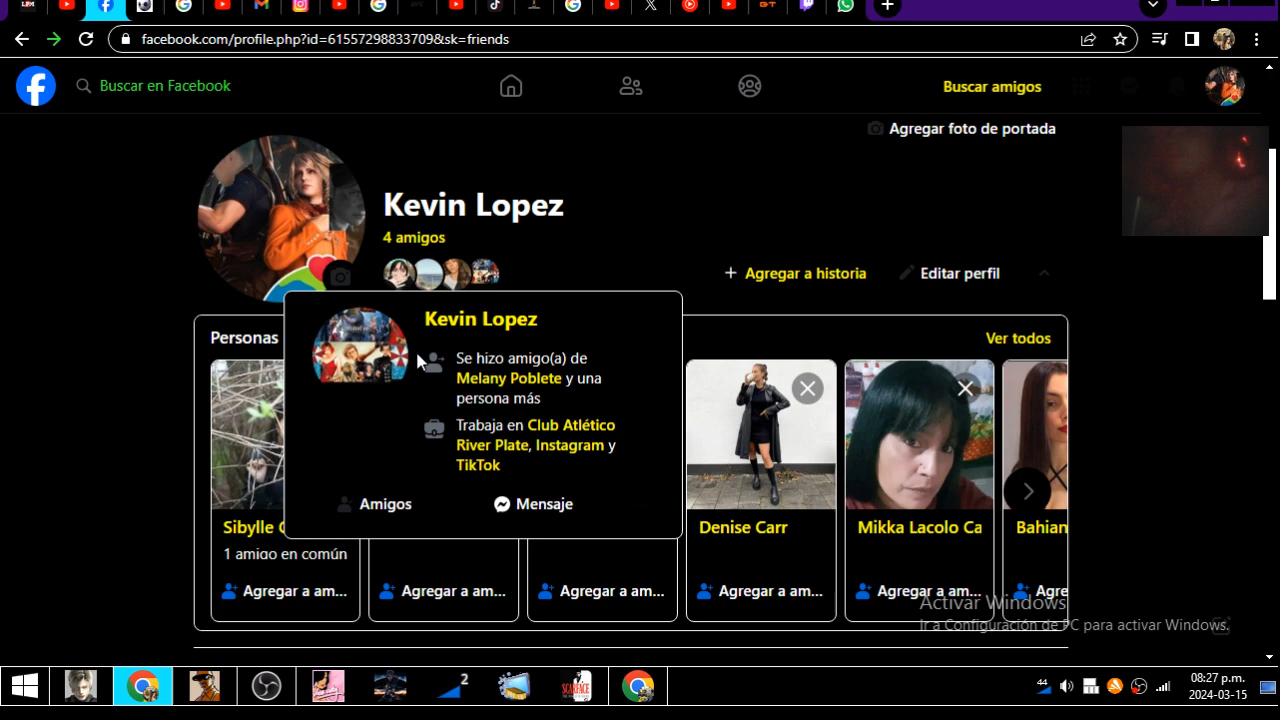 facebook.com/profile.php?id=61557298833709&sk=friends
Buscar en Facebook
Buscar amigos
Agregar foto de portada
Kevin Lopez
4 amigos
Agregar a historia
Editar perfil
Personas
Ver todos
Kevin Lopez
Se hizo amigo(a) de
Melany Poblete y una
persona más
Trabaja en Club Atlético
River Plate, Instagram y
TikTok
Amigos
Mensaje
Sibylle
1 amigo en común
Denise Carr
Mikka Lacolo Ca
Bahian
Agregar a am...
Agregar a am...
Agregar a am...
Agregar a am...
Agregar a am...
Agre
Activar Windows
Ir a Configuración de PC para activar Windows.
2
SCARFACE
44
08:27 p.m.
2024-03-15